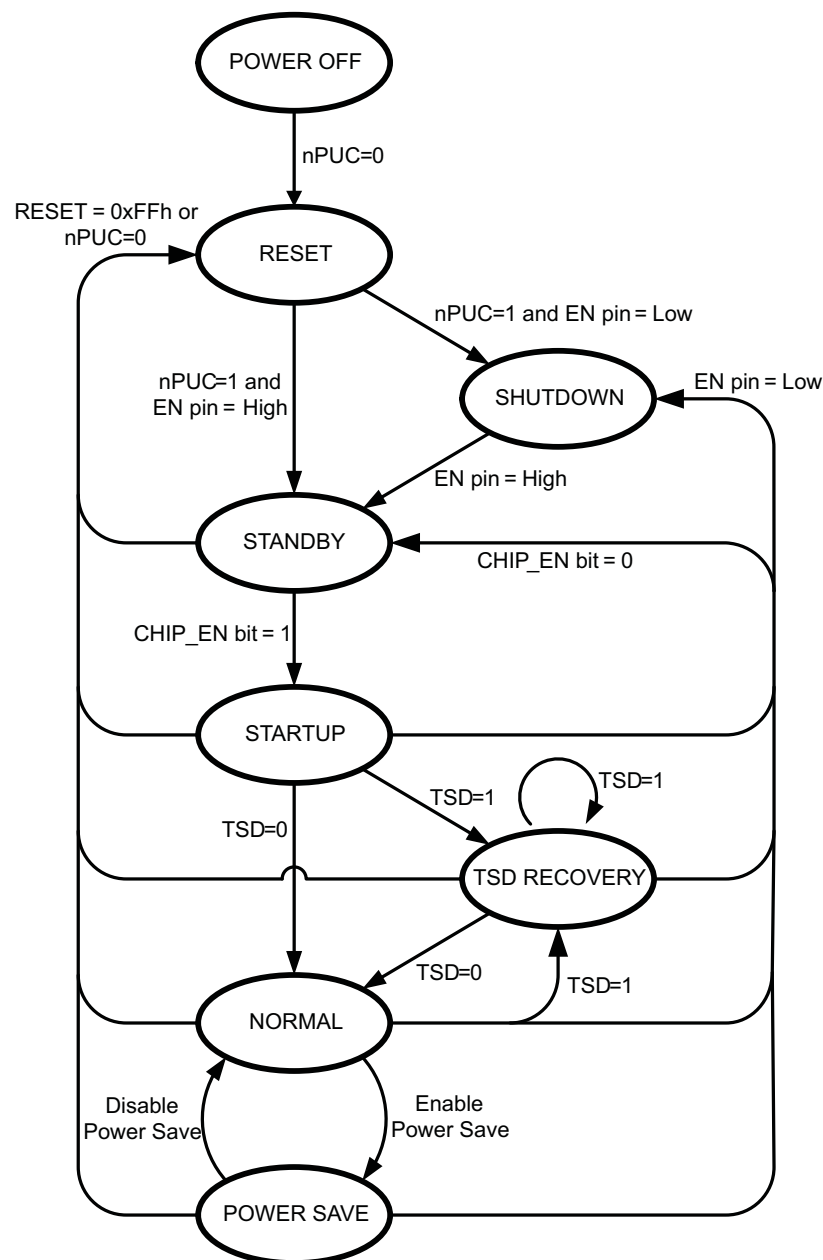 POWER OFF
nPUC=0
RESET = 0xFFh or
nPUC=0
RESET
nPUC=1 and EN pin = Low
nPUC=1 and
EN pin = High
SHUTDOWN
EN pin = Low
EN pin = High
STANDBY
CHIP_EN bit = 0
CHIP_EN bit = 1
STARTUP
TSD=1
TSD=1
TSD=0
TSD RECOVERY
TSD=0
TSD=1
NORMAL
Disable
Power Save
Enable
Power Save
POWER SAVE